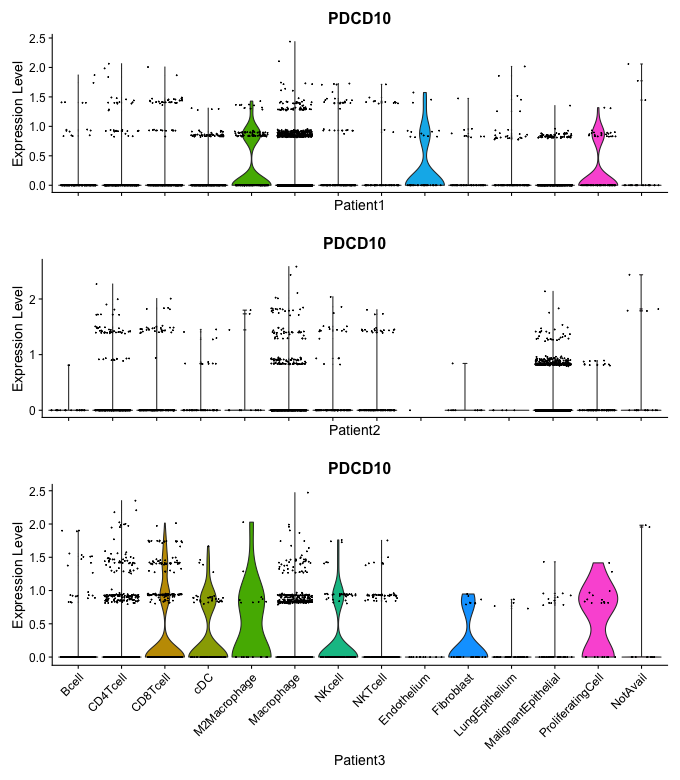 PDCD10
Expression Level
2.5
2.0
1.5
1.0
0.5
0.0
Patient1
PDCD10
Expression Level
2
1
0
Patient2
PDCD10
Expression Level
2.5
2.0
1.5
1.0
0.5
0.0
Bcell
CD4Tcell
CD8Tcell
cDC
M2Macrophage
Macrophage
NKcell
NKTcell
Endothelium
Fibroblast
LungEpithelium
MalignantEpithelial
ProliferatingCell
NotAvail
Patient3